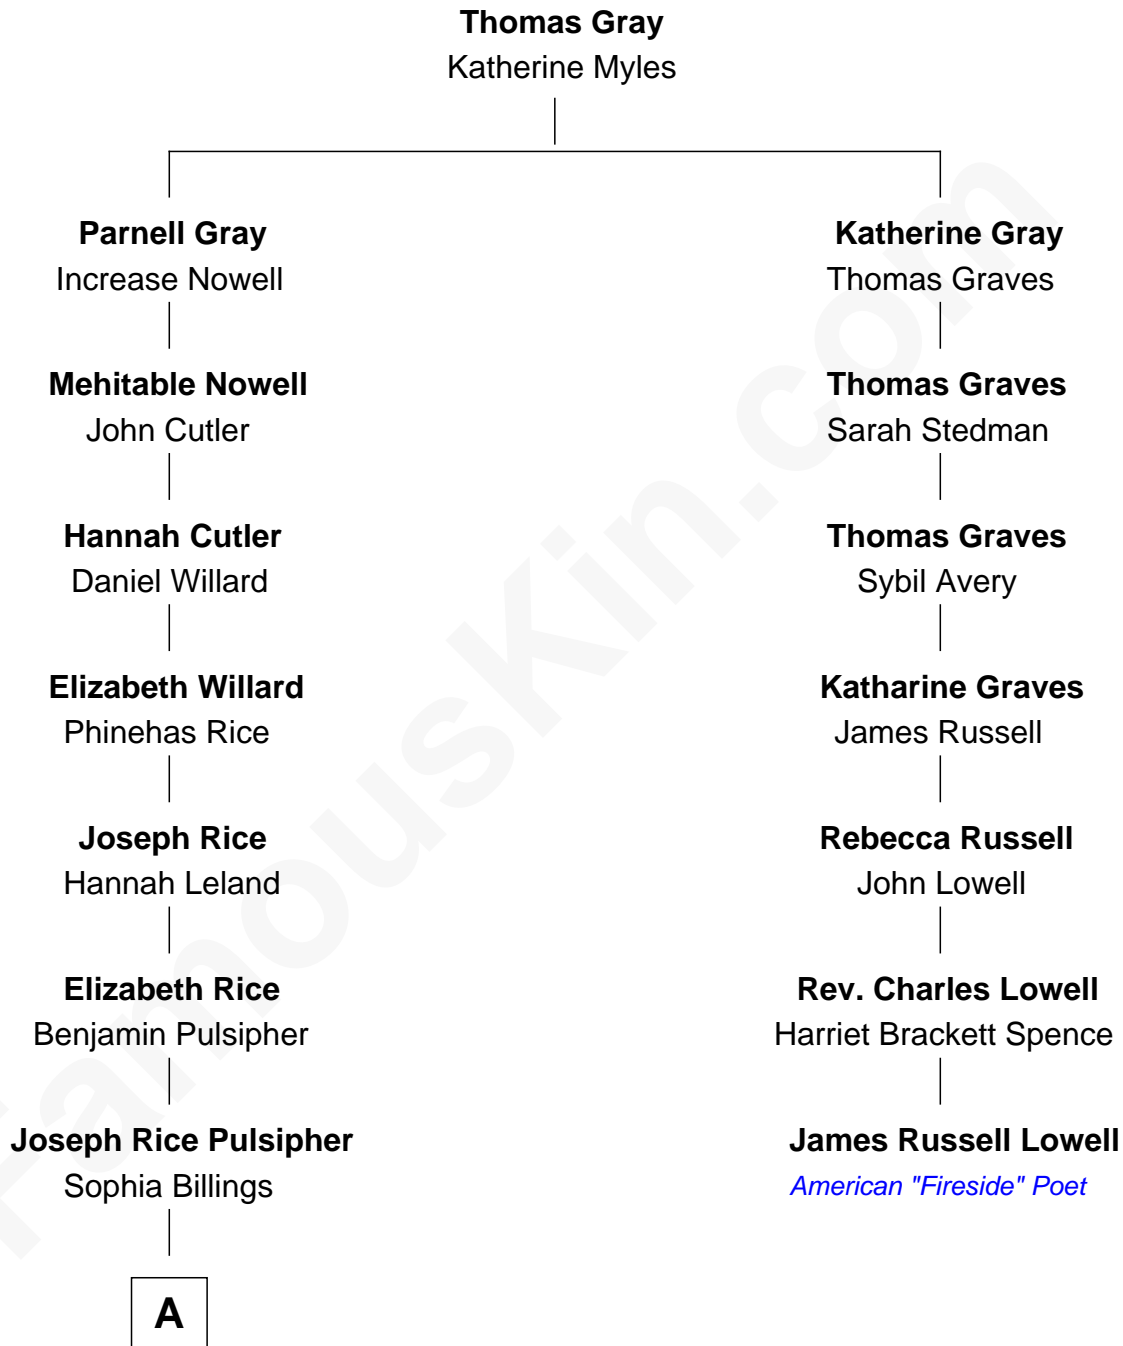 Thomas Gray
Katherine Myles
Parnell Gray
Increase Nowell
Katherine Gray
Thomas Graves
Mehitable Nowell
John Cutler
Thomas Graves
Sarah Stedman
Hannah Cutler
Daniel Willard
Thomas Graves
Sybil Avery
Elizabeth Willard
Phinehas Rice
Katharine Graves
James Russell
Joseph Rice
Hannah Leland
Rebecca Russell
John Lowell
Elizabeth Rice
Benjamin Pulsipher
Rev. Charles Lowell
Harriet Brackett Spence
Joseph Rice Pulsipher
Sophia Billings
James Russell Lowell
American "Fireside" Poet
A
FamousKin.com